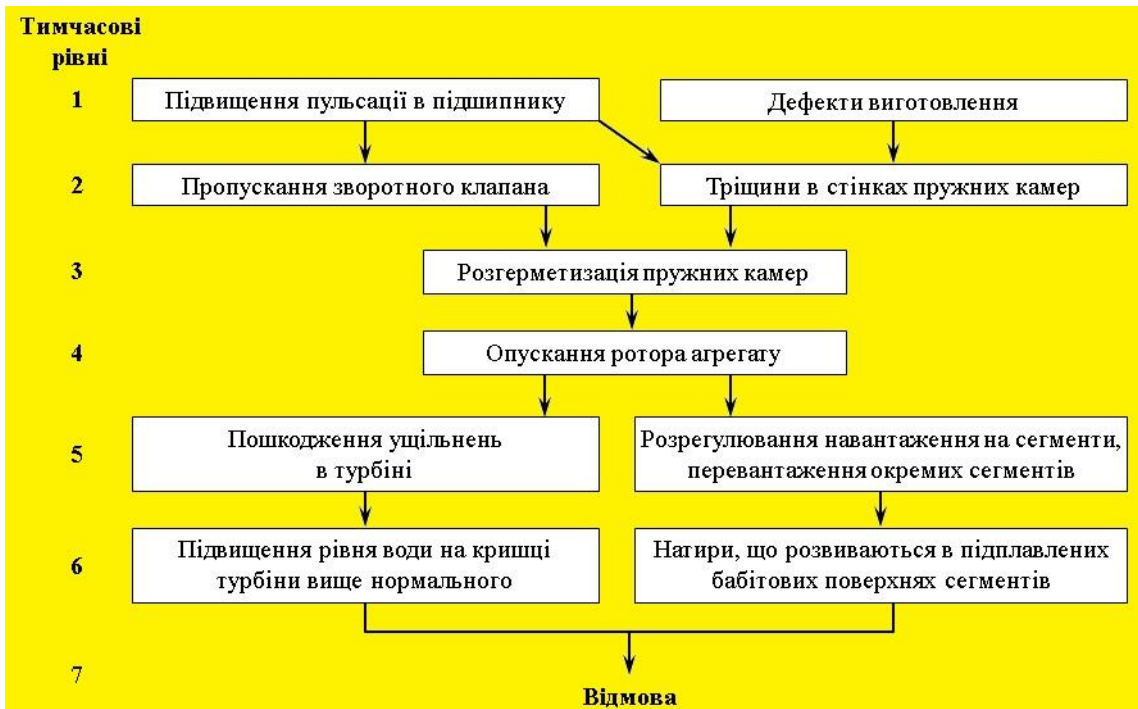 Тимчасові
рівні
1
Підвищення пульсації в підшипнику
Дефекти виготовлення
2
Пропускання зворотного клапана
Тріщини в стінках пружних камер
3
Розгерметизація пружних камер
4
Опускання ротора агрегату
5
Пошкодження ущільнень
в турбіні
Розрегулювання навантаження на сегменти,
перевантаження окремих сегментів
6
Підвищення рівня води на кришці
турбіни вище нормального
Натири, що розвиваються в підплавлених
бабітових поверхнях сегментів
7
Відмова